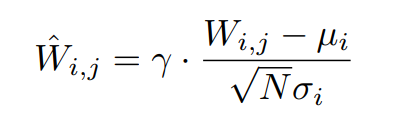 $\hat{W}_{i,j} = \gamma \cdot \frac{W_{i,j} - \mu_i}{\sqrt{N}\sigma_i}$